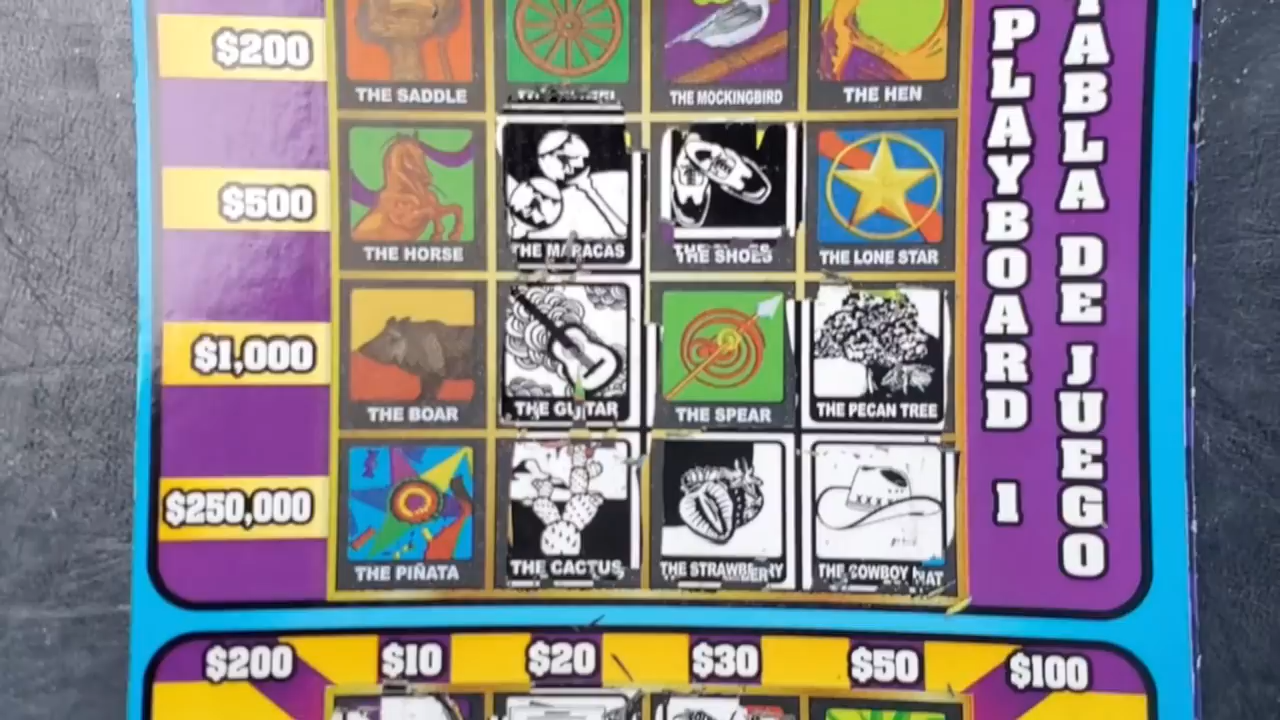 $200
THE SADDLE
THE MOCKINGBIRD
THE HEN
$500
THE HORSE
THE MARACAS
THE SHOES
THE LONE STAR
$1,000
THE BOAR
THE GUITAR
THE SPEAR
THE PECAN TREE
$250,000
THE PIÑATA
THE CACTUS
THE STRAWBERRY
THE COWBOY HAT
PLAYBOARD 1
TABLA DE JUEGO
$200
$10
$20
$30
$50
$100